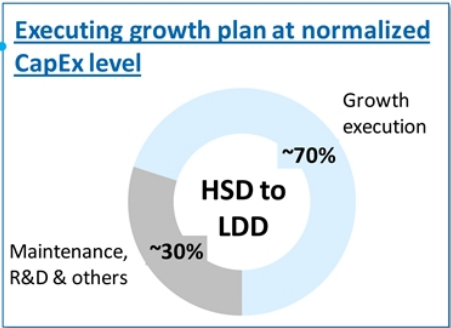 Executing growth plan at normalized
CapEx level
Growth
execution
~70%
HSD to
LDD
Maintenance,
R&D & others
~30%